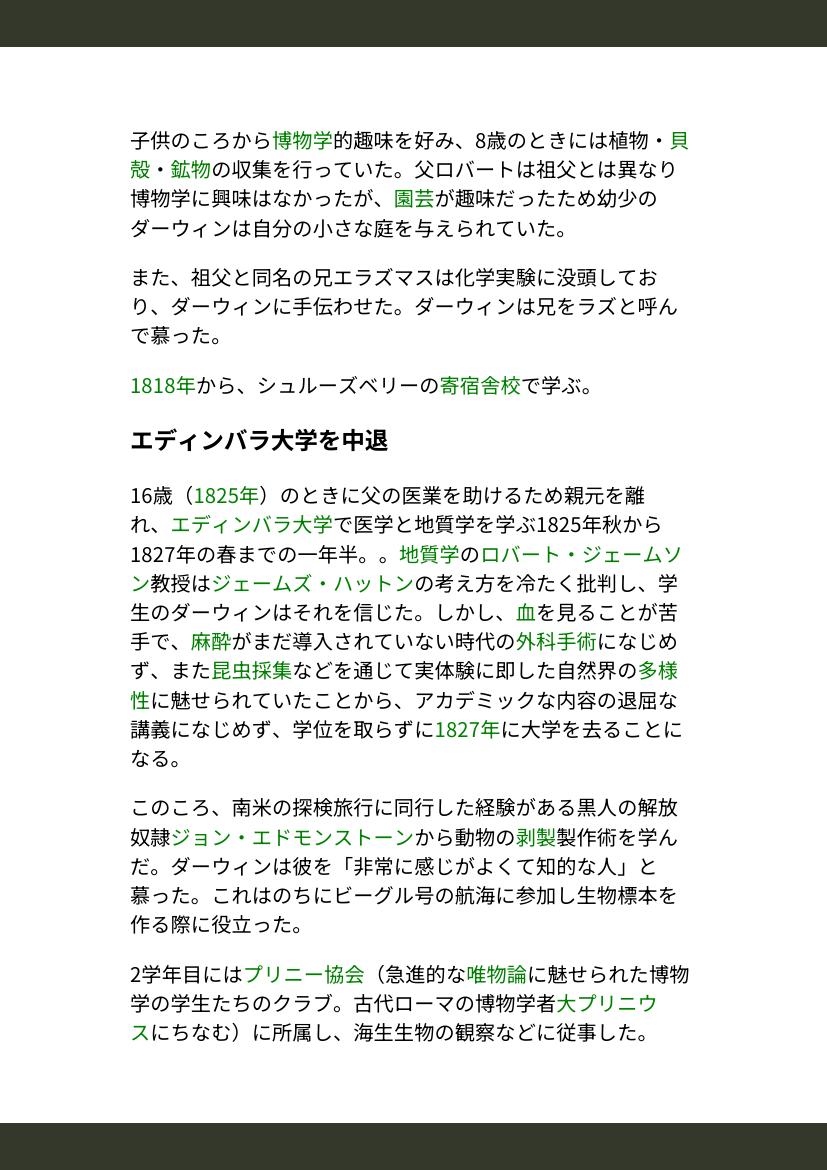 子供のころから博物学的趣味を好み、8歳のときには植物・貝
殻・鉱物の収集を行っていた。父ロバートは祖父とは異なり
博物学に興味はなかったが、園芸が趣味だったため幼少の
ダーウィンは自分の小さな庭を与えられていた。
また、祖父と同名の兄エラズマスは化学実験に没頭してお
り、ダーウィンに手伝わせた。ダーウィンは兄をラズと呼ん
で慕った。
1818年から、シュルーズベリーの寄宿舎校で学ぶ。
エディンバラ大学を中退
16歳（1825年）のときに父の医業を助けるため親元を離
れ、エディンバラ大学で医学と地質学を学ぶ1825年秋から
1827年の春までの一年半。。地質学のロバート・ジェームソ
ン教授はジェームズ・ハットンの考え方を冷たく批判し、学
生のダーウィンはそれを信じた。しかし、血を見ることが苦
手で、麻酔がまだ導入されていない時代の外科手術になじめ
ず、また昆虫採集などを通じて実体験に即した自然界の多様
性に魅せられていたことから、アカデミックな内容の退屈な
講義になじめず、学位を取らずに1827年に大学を去ることに
なる。
このころ、南米の探検旅行に同行した経験がある黒人の解放
奴隷ジョン・エドモンストーンから動物の剥製製作術を学ん
だ。ダーウィンは彼を「非常に感じがよくて知的な人」と
慕った。これはのちにビーグル号の航海に参加し生物標本を
作る際に役立った。
2学年目にはプリニー協会（急進的な唯物論に魅せられた博物
学の学生たちのクラブ。古代ローマの博物学者大プリニウ
スにちなむ）に所属し、海生生物の観察などに従事した。